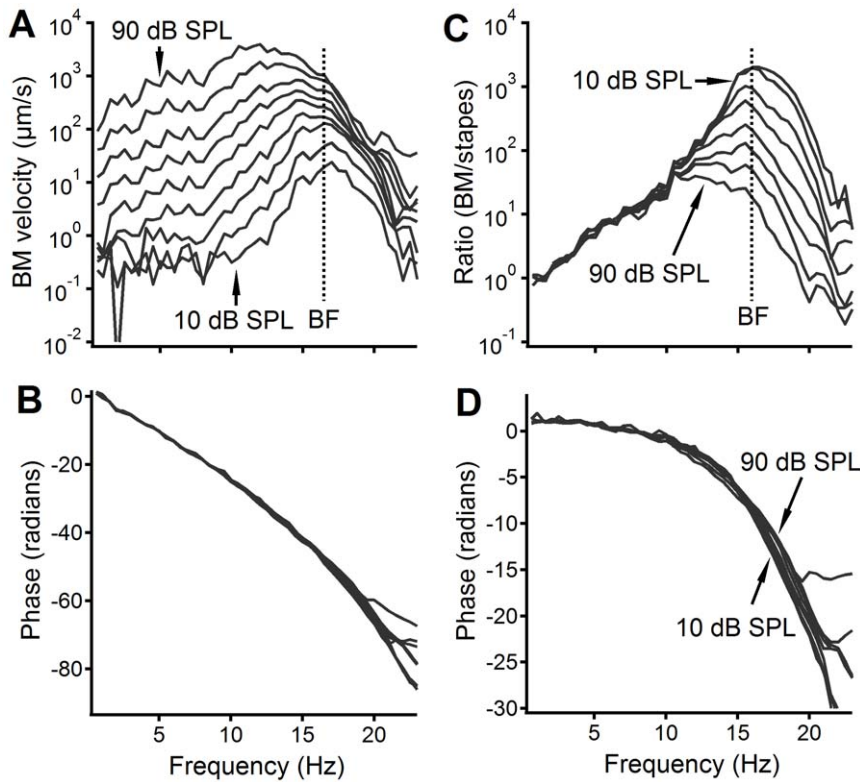 A
90 dB SPL
BM velocity (µm/s)
10⁴
10³
10²
10¹
10⁰
10⁻¹
10⁻²
10 dB SPL
BF
C
10 dB SPL
Ratio (BM/stapes)
10⁴
10³
10²
10¹
10⁰
10⁻¹
90 dB SPL
BF
B
Phase (radians)
0
-20
-40
-60
-80
5
10
15
20
Frequency (Hz)
D
Phase (radians)
0
-5
-10
-15
-20
-25
-30
90 dB SPL
10 dB SPL
5
10
15
20
Frequency (Hz)